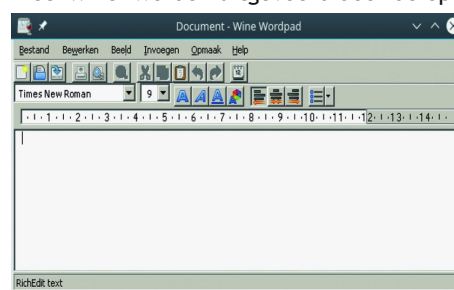 Document - Wine Wordpad
Bestand Bewerken Beeld Invoegen Opmaak Help
Times New Roman 9 A A A
1 2 3 4 5 6 7 8 9 10 11 12 13 14
RichEdit text